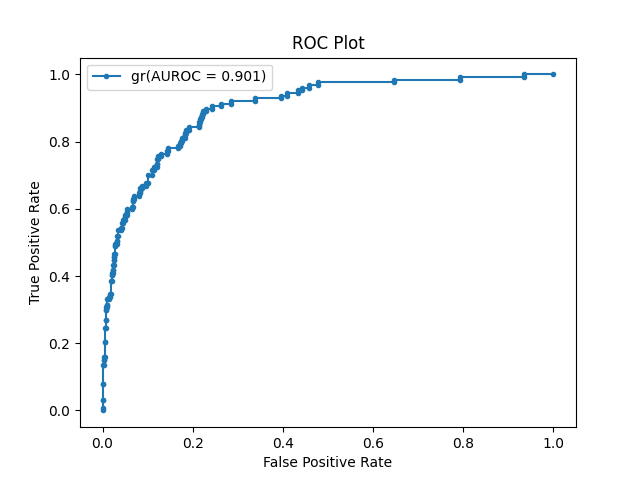 ROC Plot
gr(AUROC = 0.901)
1.0
0.8
0.6
0.4
0.2
0.0
True Positive Rate
0.0 0.2 0.4 0.6 0.8 1.0
False Positive Rate